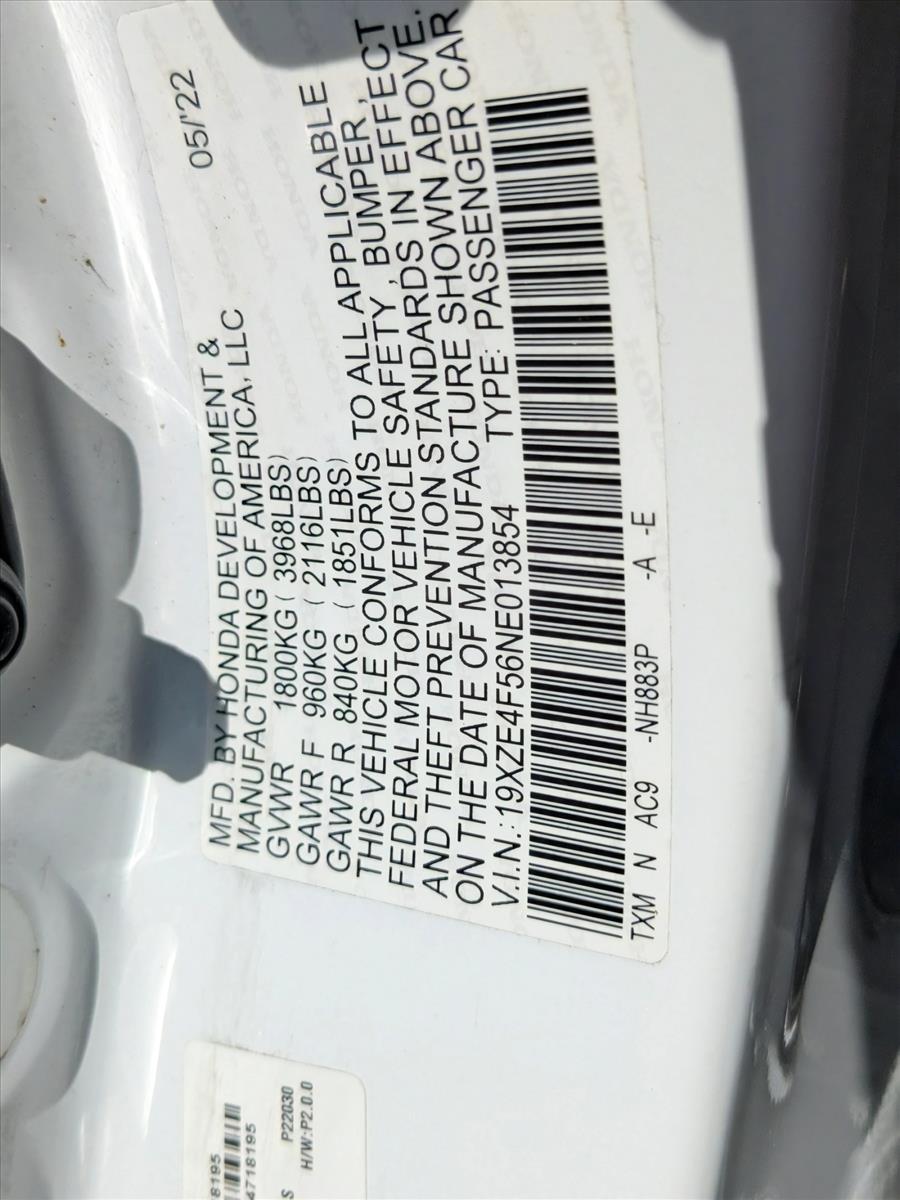 05/'22
MFD. BY HONDA DEVELOPMENT &
MANUFACTURING OF AMERICA, LLC
GVWR 1800KG ( 3968LBS)
GAWR F 960KG ( 2116LBS)
GAWR R 840KG ( 1851LBS)
THIS VEHICLE CONFORMS TO ALL APPLICABLE
FEDERAL MOTOR VEHICLE SAFETY , BUMPER ,
AND THEFT PREVENTION STANDARDS IN EFFECT
ON THE DATE OF MANUFACTURE SHOWN ABOVE.
V.I.N.: 19XZE4F56NE013854 TYPE: PASSENGER CAR
TXM N AC9 -NH883P -A -E
8195
4718195
S P22030
H/W:P2.0.0